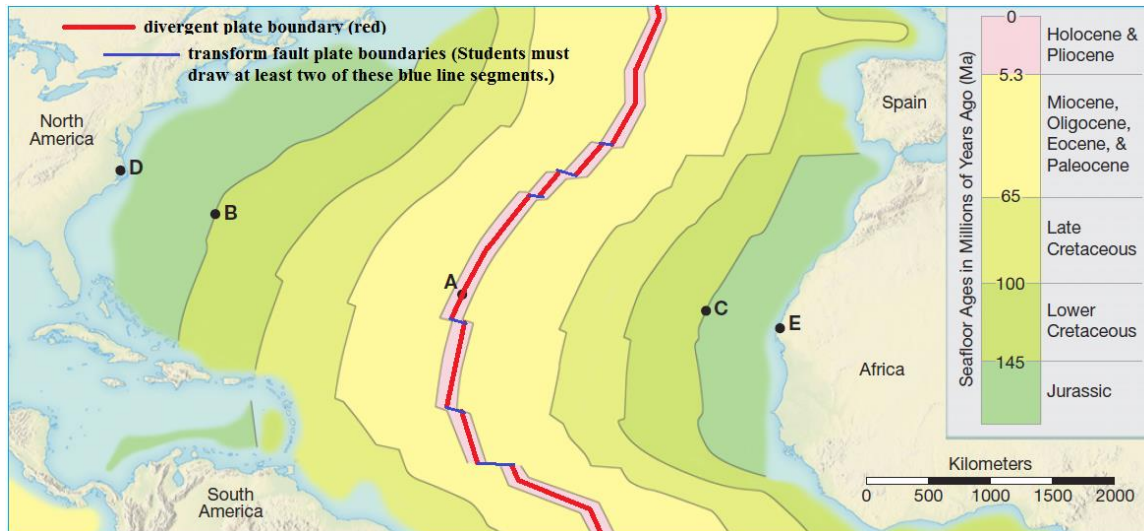 divergent plate boundary (red)
transform fault plate boundaries (Students must
draw at least two of these blue line segments.)
North
America
D
B
A
C
E
Spain
Africa
South
America
Seafloor Ages in Millions of Years Ago (Ma)
0
Holocene &
Pliocene
5.3
Miocene,
Oligocene,
Eocene, &
Paleocene
65
Late
Cretaceous
100
Lower
Cretaceous
145
Jurassic
Kilometers
0 500 1000 1500 2000